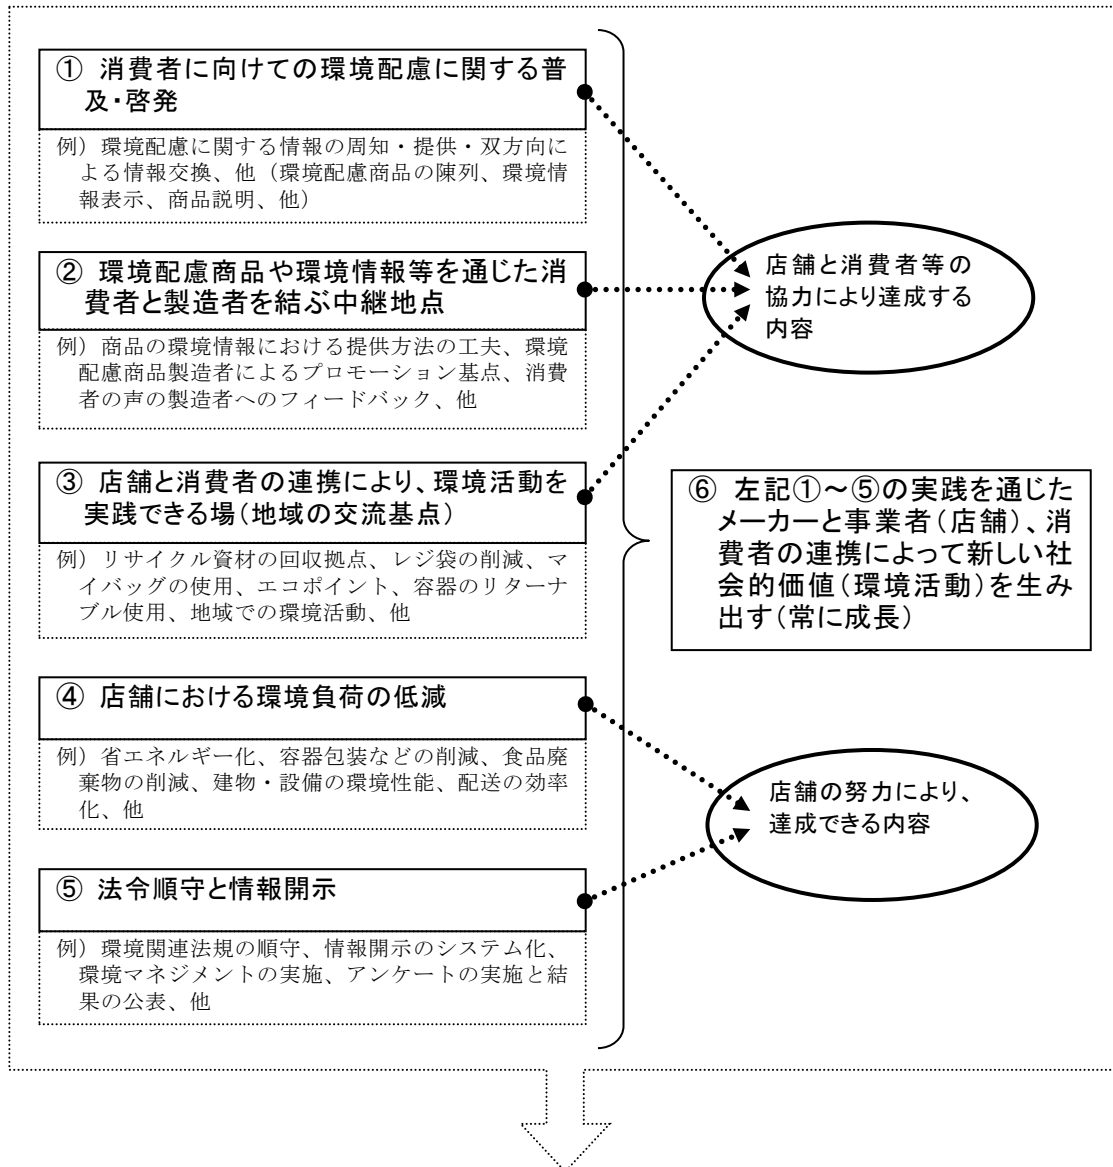 ① 消費者に向けての環境配慮に関する普
及・啓発
例）環境配慮に関する情報の周知・提供・双方向に
よる情報交換、他（環境配慮商品の陳列、環境情
報表示、商品説明、他）
② 環境配慮商品や環境情報等を通じた消
費者と製造者を結ぶ中継地点
例）商品の環境情報における提供方法の工夫、環境
配慮商品製造者によるプロモーション基点、消費
者の声の製造者へのフィードバック、他
③ 店舗と消費者の連携により、環境活動を
実践できる場（地域の交流基点）
例）リサイクル資材の回収拠点、レジ袋の削減、マ
イバッグの使用、エコポイント、容器のリターナ
ブル使用、地域での環境活動、他
④ 店舗における環境負荷の低減
例）省エネルギー化、容器包装などの削減、食品廃
棄物の削減、建物・設備の環境性能、配送の効率
化、他
⑤ 法令順守と情報開示
例）環境関連法規の順守、情報開示のシステム化、
環境マネジメントの実施、アンケートの実施と結
果の公表、他
店舗と消費者等の
協力により達成する
内容
⑥ 左記①～⑤の実践を通じた
メーカーと事業者（店舗）、消
費者の連携によって新しい社
会的価値（環境活動）を生み
出す（常に成長）
店舗の努力により、
達成できる内容